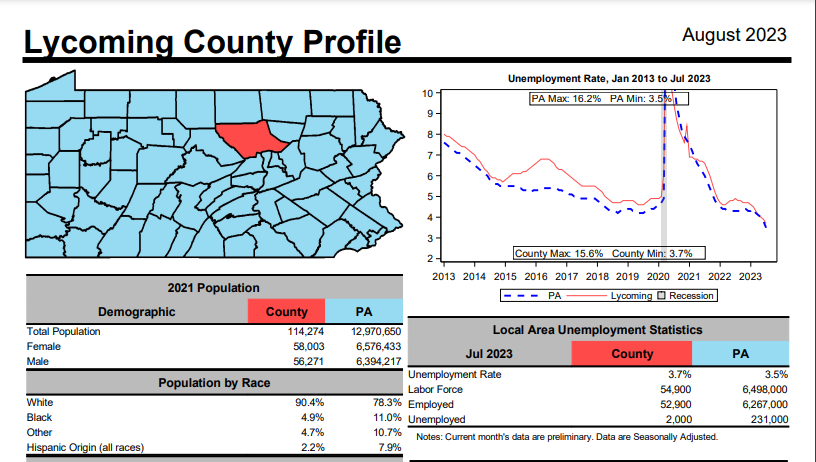 Lycoming County Profile
August 2023
Unemployment Rate, Jan 2013 to Jul 2023
PA Max: 16.2% PA Min: 3.5%
10
9
8
7
6
5
4
3
2
County Max: 15.6% County Min: 3.7%
2013 2014 2015 2016 2017 2018 2019 2020 2021 2022 2023
PA Lycoming Recession
2021 Population
Demographic County PA
Total Population 114,274 12,970,650
Female 58,003 6,576,433
Male 56,271 6,394,217
Population by Race
White 90.4% 78.3%
Black 4.9% 11.0%
Other 4.7% 10.7%
Hispanic Origin (all races) 2.2% 7.9%
Local Area Unemployment Statistics
Jul 2023 County PA
Unemployment Rate 3.7% 3.5%
Labor Force 54,900 6,498,000
Employed 52,900 6,267,000
Unemployed 2,000 231,000
Notes: Current month's data are preliminary. Data are Seasonally Adjusted.